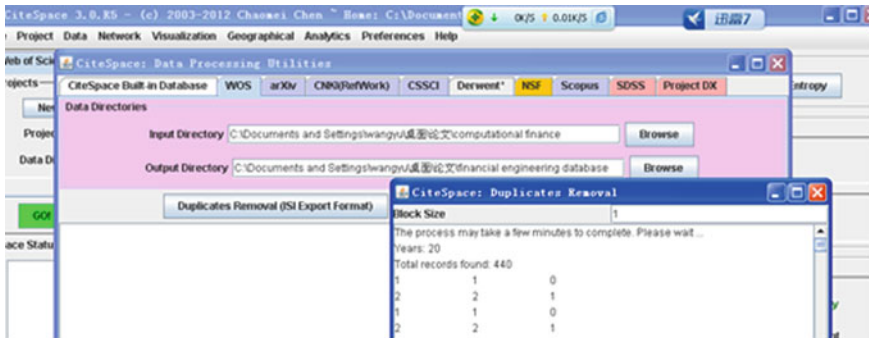 CiteSpace 3.0.R5 - (c) 2003-2012 Chaomei Chen ~ Home: C:\Document
0K/S 0.01K/S
迅雷7
Project Data Network Visualization Geographical Analytics Preferences Help
Web of Scie
CiteSpace: Data Processing Utilities
rojects
CiteSpace Built-in Database WOS arXiv CNKI(RefWork) CSSCI Derwent* NSF Scopus SDSS Project DX
ntropy
New
Data Directories
Projec
Input Directory C:\Documents and Settings\wangyu\桌面\论文\computational finance Browse
Data Di
Output Directory C:\Documents and Settings\wangyu\桌面\论文\financial engineering database Browse
CiteSpace: Duplicates Removal
GO!
Duplicates Removal (ISI Export Format)
Block Size 1
The process may take a few minutes to complete. Please wait ...
ace Statu
Years: 20
Total records found: 440
1 1 0
2 2 1
1 1 0
2 2 1